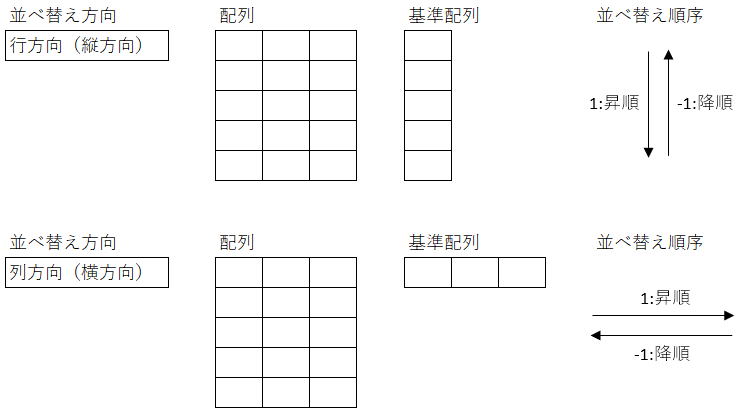 並べ替え方向 配列 基準配列 並べ替え順序
行方向（縦方向）
1:昇順 -1:降順
並べ替え方向 配列 基準配列 並べ替え順序
列方向（横方向）
1:昇順
-1:降順